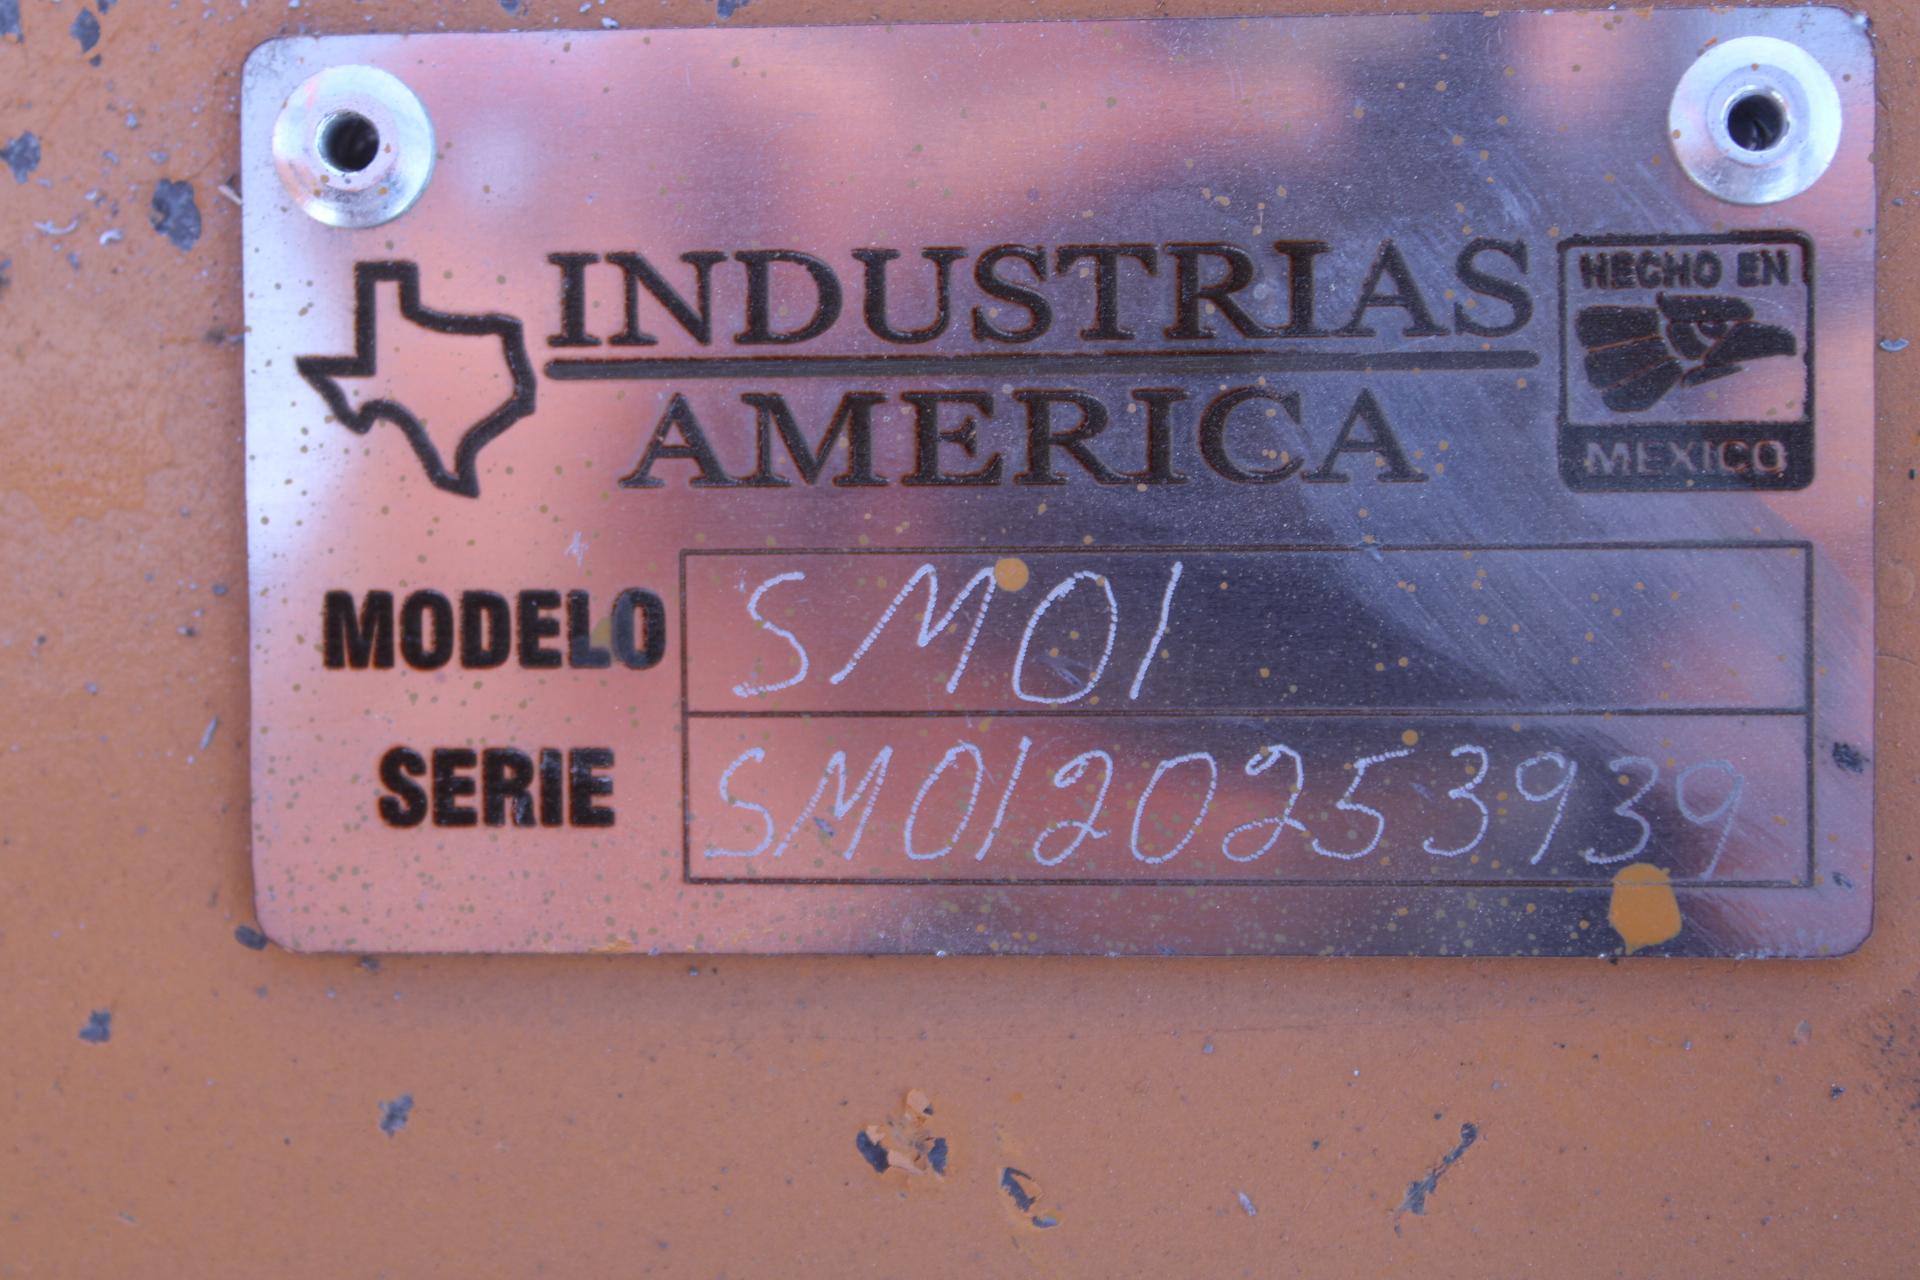 INDUSTRIAS
AMERICA
HECHO EN
MEXICO
MODELO SM01
SERIE SM0120253939